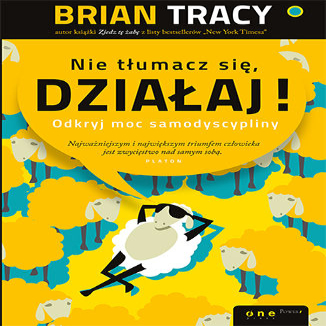 BRIAN TRACY
autor książki Zjedz tę żabę z listy bestsellerów „New York Timesa”
Nie tłumacz się,
DZIAŁAJ!
Odkryj moc samodyscypliny
Najważniejszym i największym triumfem człowieka
jest zwycięstwo nad samym sobą.
PLATON
one
Power